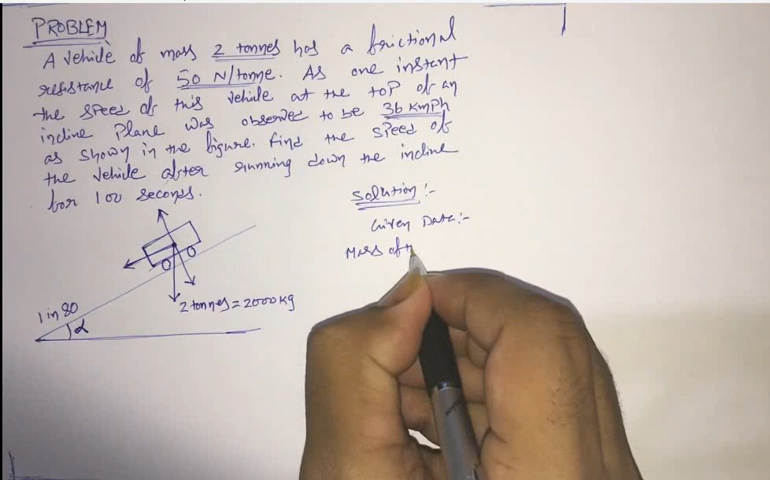 PROBLEM
A vehicle of mass 2 tonnes has a frictional
resistance of 50 N/tonne. As one instant
the speed of this vehicle at the top of an
incline plane was observed to be 36 kmph
as shown in the figure. Find the speed of
the vehicle after running down the incline
for 100 seconds.
Solution :-
Given Data:-
Mass of
1 in 80
α
2 tonnes = 2000 kg